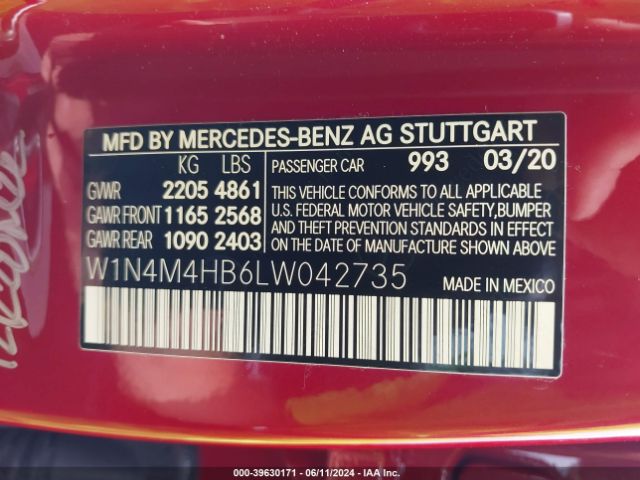 MFD BY MERCEDES-BENZ AG STUTTGART
KG LBS
GVWR 2205 4861
GAWR FRONT 1165 2568
GAWR REAR 1090 2403
PASSENGER CAR 993 03/20
THIS VEHICLE CONFORMS TO ALL APPLICABLE
U.S. FEDERAL MOTOR VEHICLE SAFETY,BUMPER
AND THEFT PREVENTION STANDARDS IN EFFECT
ON THE DATE OF MANUFACTURE SHOWN ABOVE.
W1N4M4HB6LW042735
MADE IN MEXICO
000-39630171 - 06/11/2024 - IAAI.COM